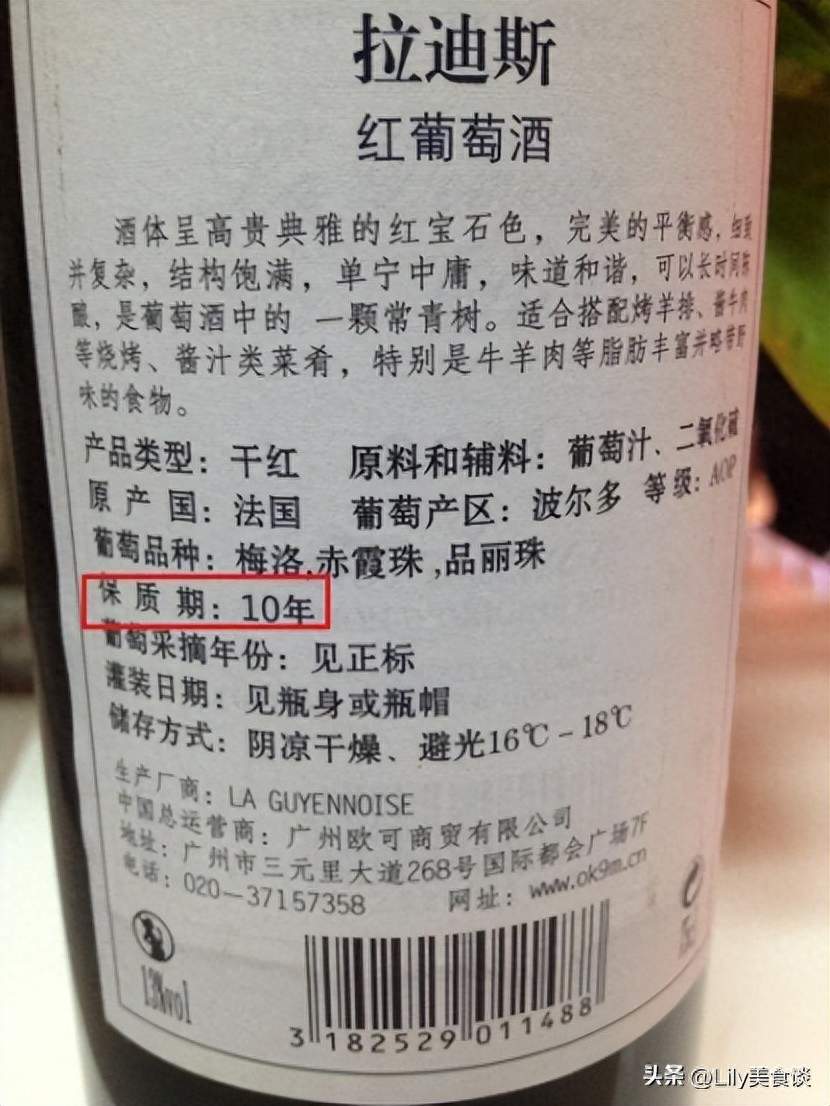 拉迪斯
红葡萄酒
酒体呈高贵典雅的红宝石色，完美的平衡感，细致
并复杂，结构饱满，单宁中庸，味道和谐，可以长时间陈
酿，是葡萄酒中的 一颗常青树。适合搭配烤羊排、酱牛肉
等烧烤、酱汁类菜肴，特别是牛羊肉等脂肪丰富并略带野
味的食物。
产品类型：干红 原料和辅料：葡萄汁、二氧化硫
原产国：法国 葡萄产区：波尔多 等级：AOP
葡萄品种：梅洛,赤霞珠,品丽珠
保质期：10年
葡萄采摘年份：见正标
灌装日期：见瓶身或瓶帽
储存方式：阴凉干燥、避光16℃-18℃
生产厂商：LA GUYENNOISE
中国总运营商：广州欧可商贸有限公司
地址：广州市三元里大道268号国际都会广场7F
电话：020-37157358 网址：www.ok9m.cn
13%vol
3 182529 011488
头条 @Lily美食谈